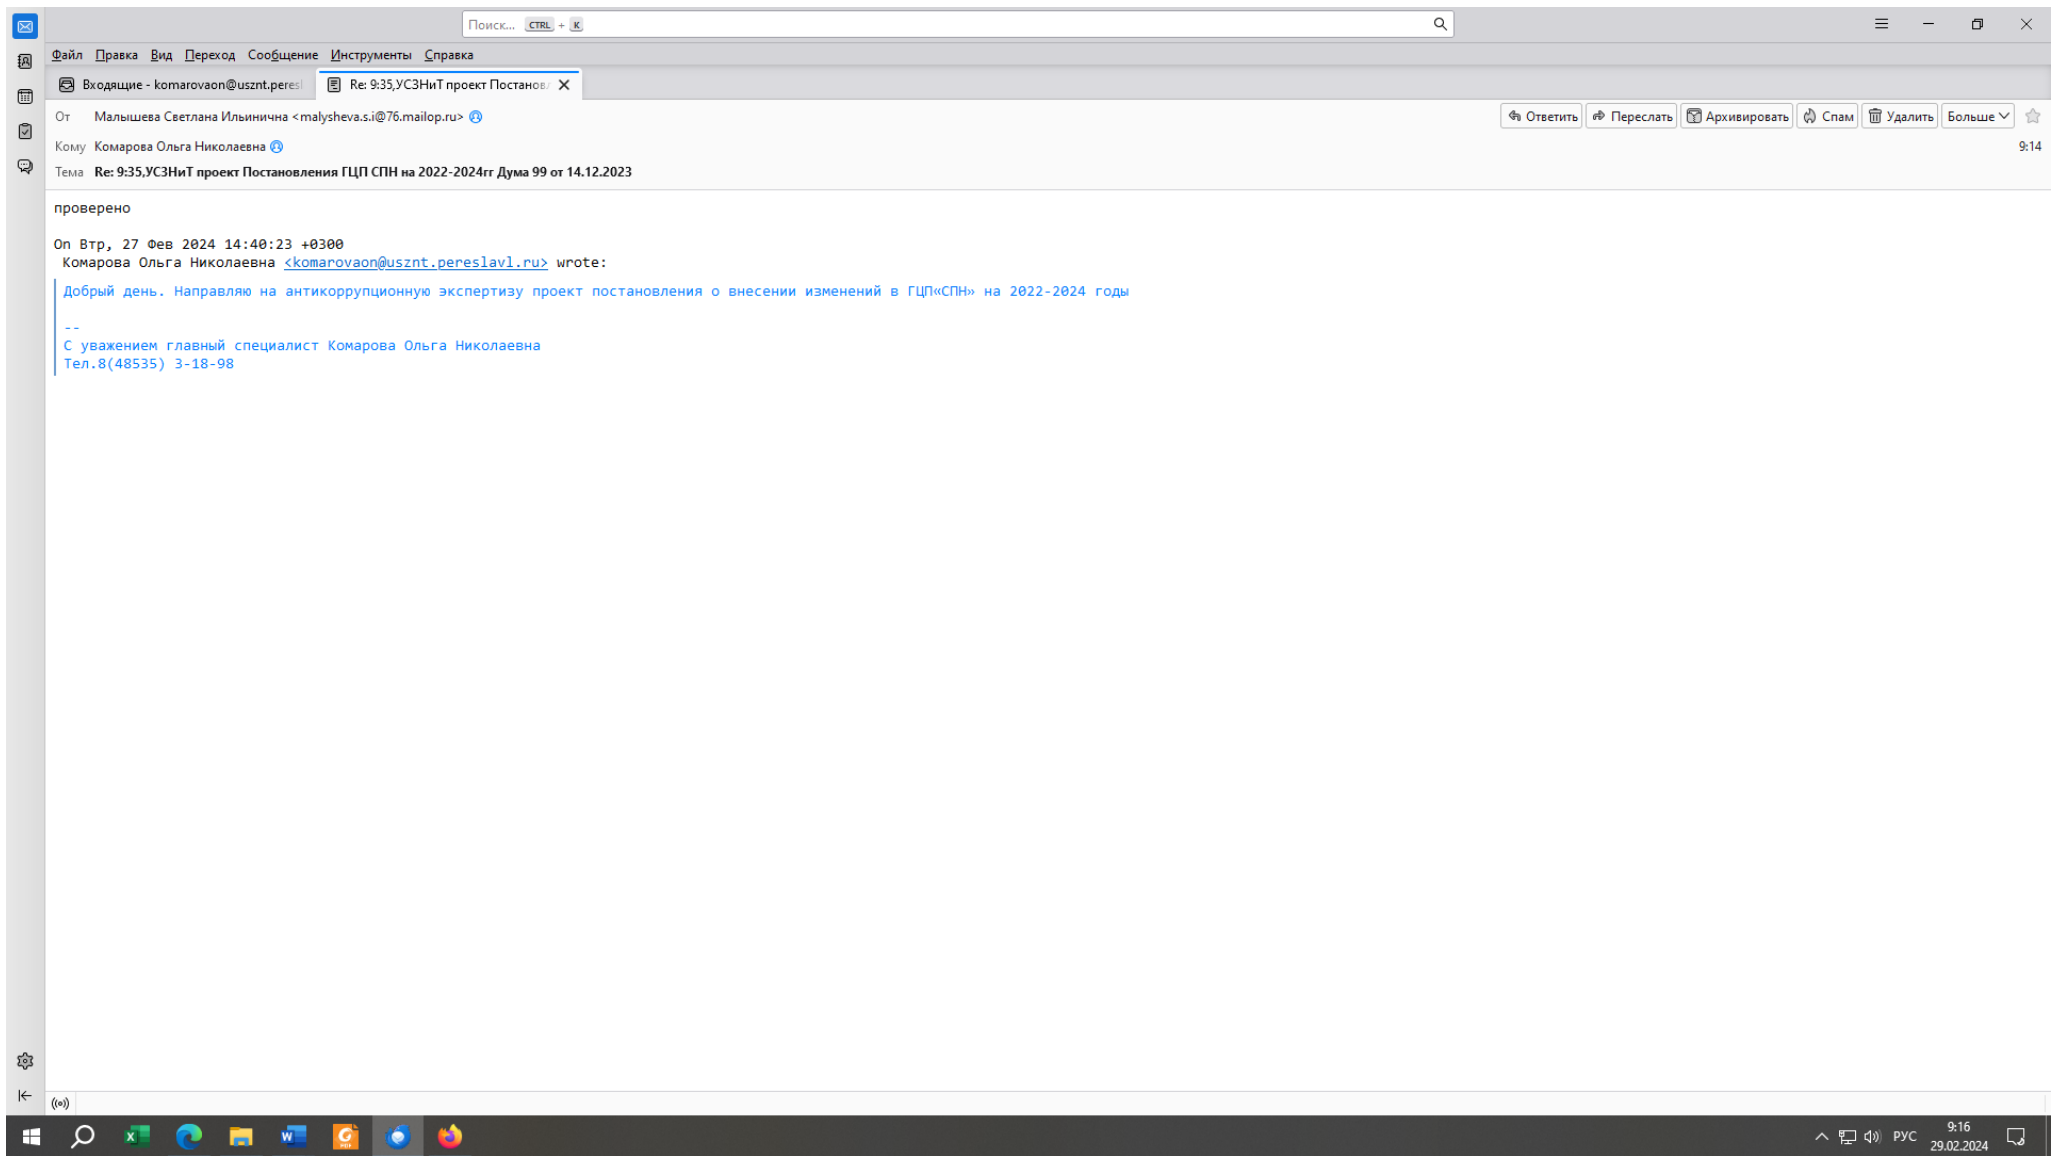 Поиск... CTRL + K
Файл Правка Вид Переход Сообщение Инструменты Справка
Входящие - komarovaon@usznt.peres
Re: 9:35,УСЗНиТ проект Постанов
От Малышева Светлана Ильинична <malysheva.s.i@76.mailop.ru>
Ответить Переслать Архивировать Спам Удалить Больше
Кому Комарова Ольга Николаевна
9:14
Тема Re: 9:35,УСЗНиТ проект Постановления ГЦП СПН на 2022-2024гг Дума 99 от 14.12.2023
проверено
On Втр, 27 Фев 2024 14:40:23 +0300
Комарова Ольга Николаевна <komarovaon@usznt.pereslavl.ru> wrote:
Добрый день. Направляю на антикоррупционную экспертизу проект постановления о внесении изменений в ГЦП«СПН» на 2022-2024 годы
--
С уважением главный специалист Комарова Ольга Николаевна
Тел.8(48535) 3-18-98
РУС
9:16
29.02.2024